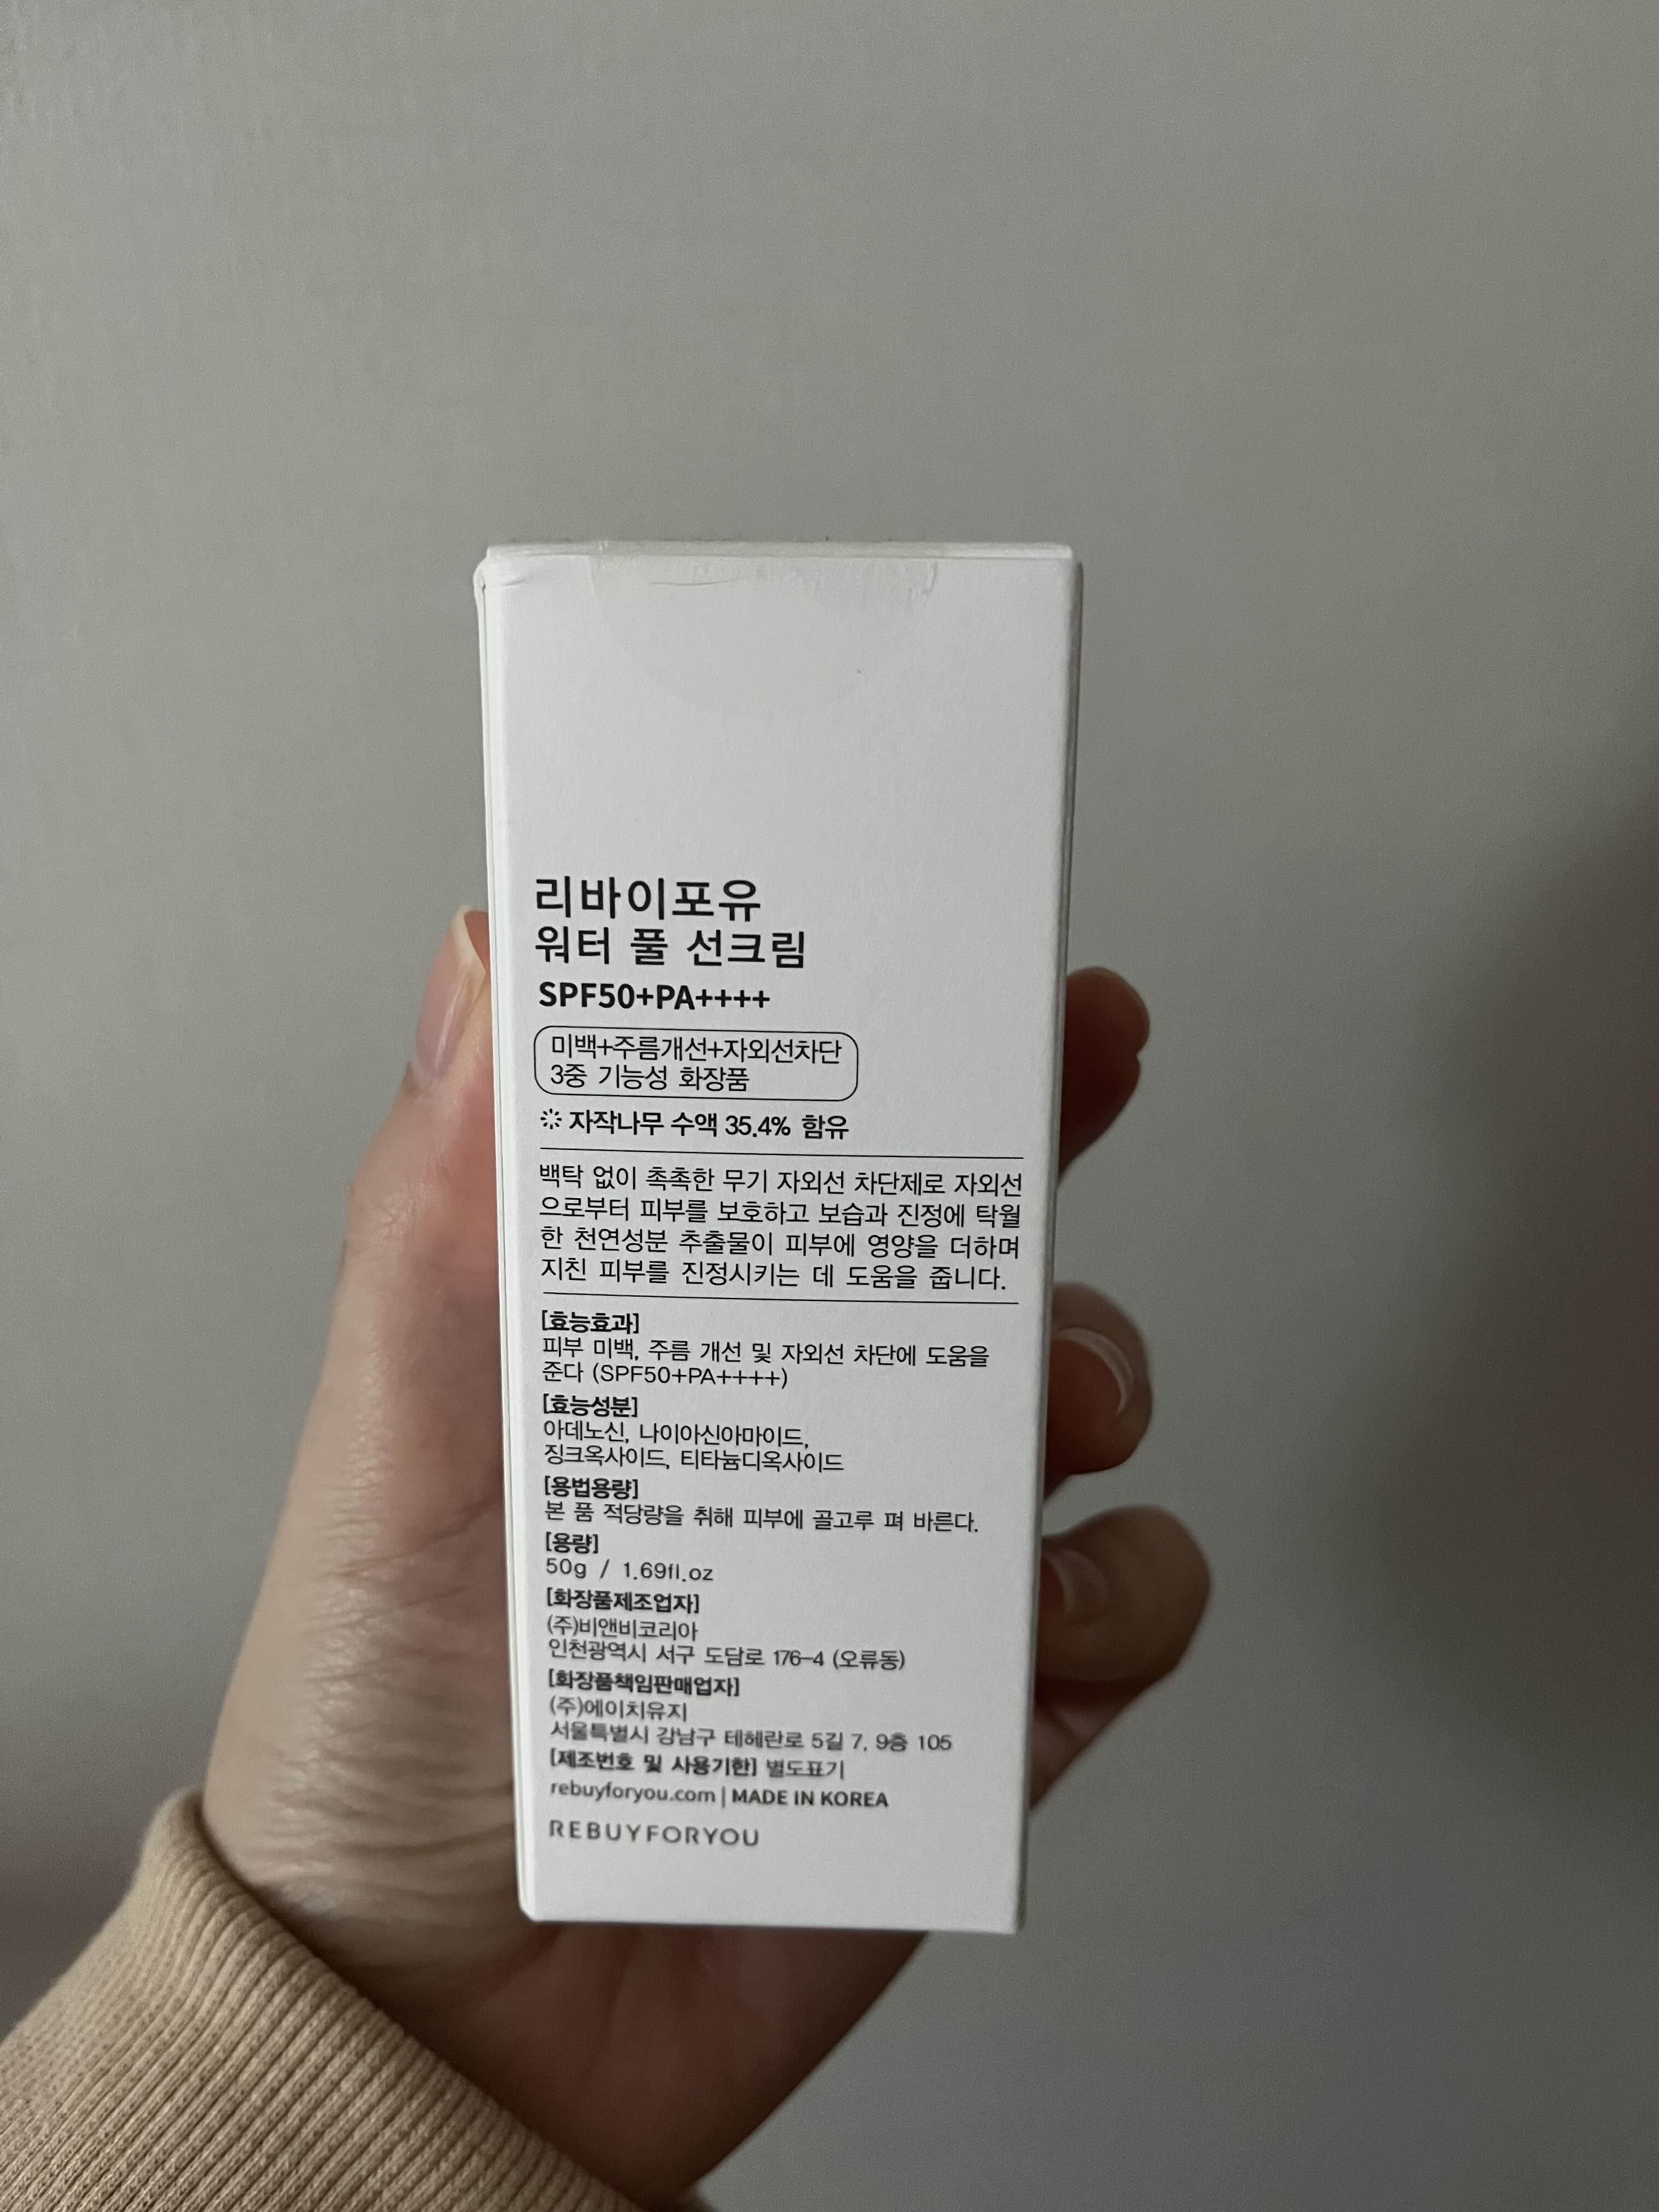 리바이포유
워터 풀 선크림
SPF50+PA++++
미백+주름개선+자외선차단
3중 기능성 화장품
자작나무 수액 35.4% 함유
백탁 없이 촉촉한 무기 자외선 차단제로 자외선
으로부터 피부를 보호하고 보습과 진정에 탁월
한 천연성분 추출물이 피부에 영양을 더하며
지친 피부를 진정시키는 데 도움을 줍니다.
[효능효과]
피부 미백, 주름 개선 및 자외선 차단에 도움을
준다 (SPF50+PA++++)
[효능성분]
아데노신, 나이아신아마이드,
징크옥사이드, 티타늄디옥사이드
[용법용량]
본 품 적당량을 취해 피부에 골고루 펴 바른다.
[용량]
50g / 1.69fl.oz
[화장품제조업자]
(주)비앤비코리아
인천광역시 서구 도담로 176-4 (오류동)
[화장품책임판매업자]
(주)에이치유지
서울특별시 강남구 테헤란로 5길 7, 9층 105
[제조번호 및 사용기한] 별도표기
rebuyforyou.com | MADE IN KOREA
REBUYFORYOU